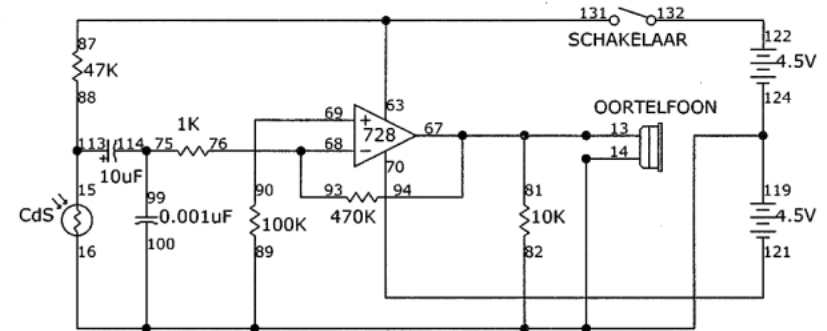 131 132
SCHAKELAAR
122
4.5V
124
87
47K
88
OORTELFOON
69 + 63
728
68 − 67
70
13
14
1K
113 114 75 76
+
10uF
93 94
470K
15
CdS
16
99
0.001uF
100
90
100K
89
81
10K
82
119
4.5V
121